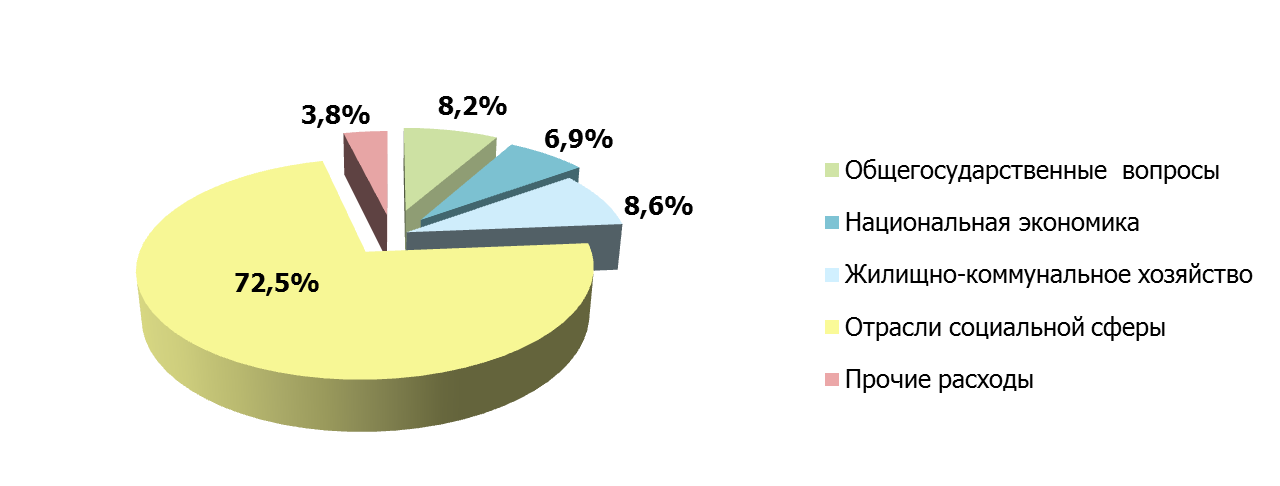 3,8%
8,2%
6,9%
8,6%
72,5%
Общегосударственные вопросы
Национальная экономика
Жилищно-коммунальное хозяйство
Отрасли социальной сферы
Прочие расходы